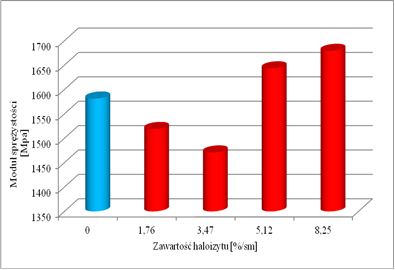 1700
1650
1600
1550
1500
1450
1400
1350
Moduł sprężystości
[Mpa]
0 1,76 3,47 5,12 8,25
Zawartość haloizytu [%/sm]